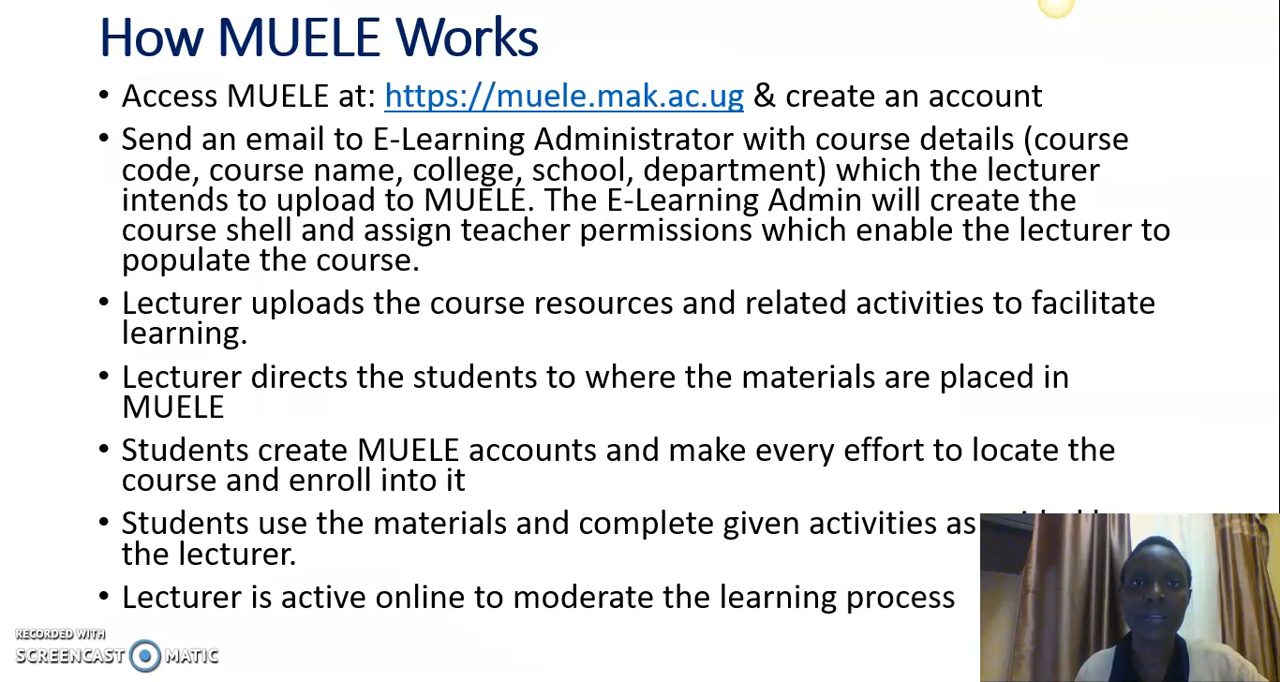 How MUELE Works
• Access MUELE at: https://muele.mak.ac.ug & create an account
• Send an email to E-Learning Administrator with course details (course
code, course name, college, school, department) which the lecturer
intends to upload to MUELE. The E-Learning Admin will create the
course shell and assign teacher permissions which enable the lecturer to
populate the course.
• Lecturer uploads the course resources and related activities to facilitate
learning.
• Lecturer directs the students to where the materials are placed in
MUELE
• Students create MUELE accounts and make every effort to locate the
course and enroll into it
• Students use the materials and complete given activities as
the lecturer.
• Lecturer is active online to moderate the learning process
RECORDED WITH
SCREENCAST MATIC